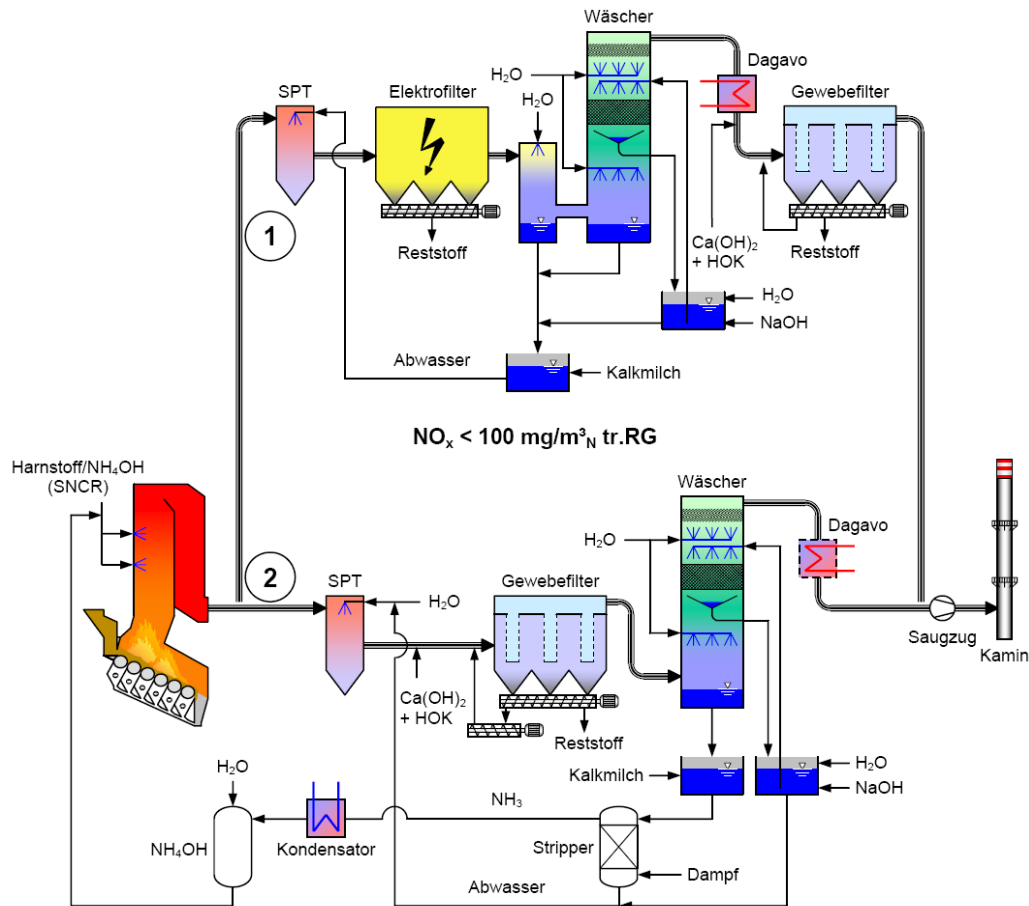 Wäscher
Dagavo
H₂O
SPT
Elektrofilter
H₂O
Gewebefilter
1
Reststoff
Ca(OH)₂
+ HOK
Reststoff
H₂O
NaOH
Abwasser
Kalkmilch
NOₓ < 100 mg/m³N tr.RG
Harnstoff/NH₄OH
(SNCR)
Wäscher
Dagavo
H₂O
2
SPT
Gewebefilter
H₂O
Saugzug
Kamin
Ca(OH)₂
+ HOK
Reststoff
H₂O
Kalkmilch
H₂O
NaOH
NH₃
NH₄OH
Kondensator
Stripper
Dampf
Abwasser